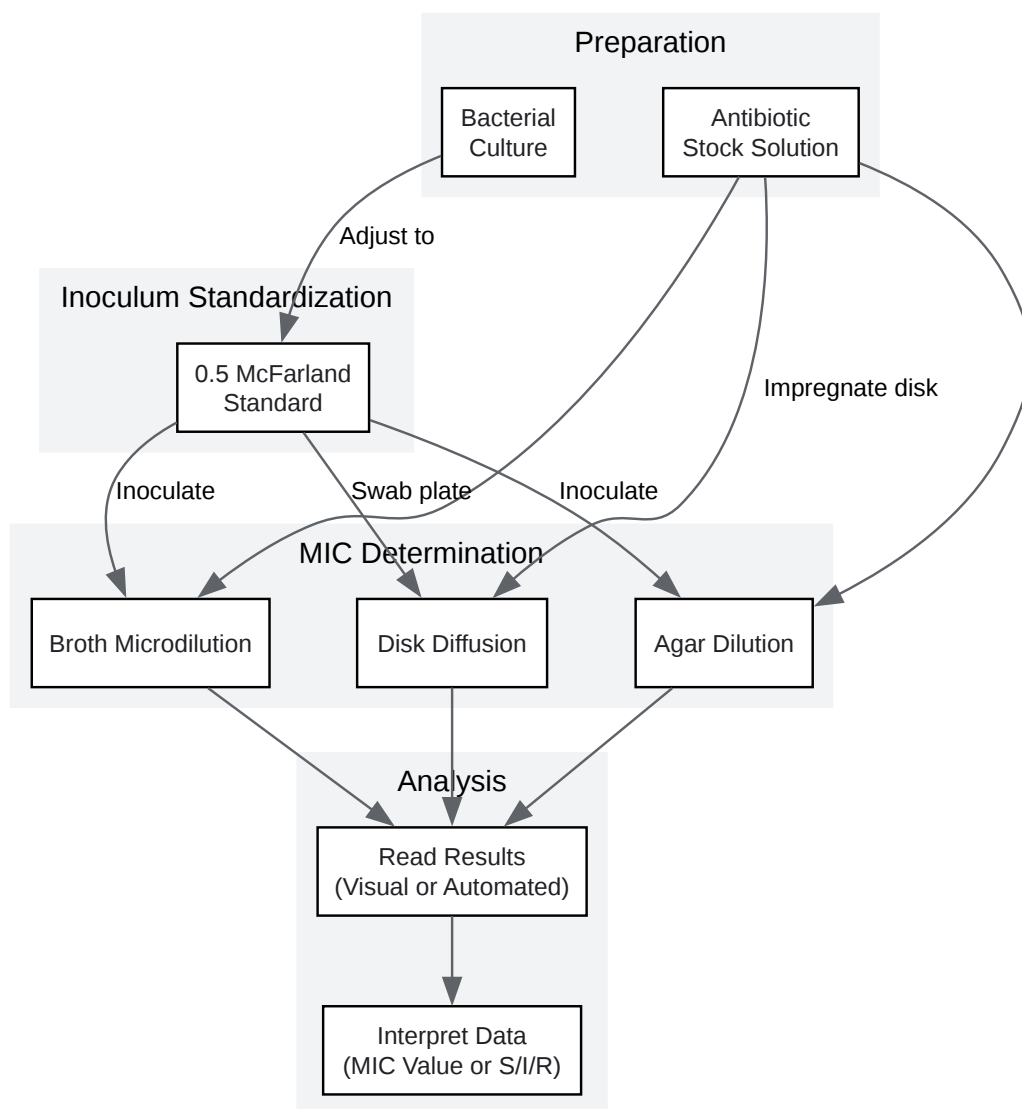 Preparation
Bacterial
Culture
Antibiotic
Stock Solution
Adjust to
Inoculum Standardization
0.5 McFarland
Standard
Impregnate disk
Inoculate
Swab plate
Inoculate
MIC Determination
Broth Microdilution
Disk Diffusion
Agar Dilution
Analysis
Read Results
(Visual or Automated)
Interpret Data
(MIC Value or S/I/R)